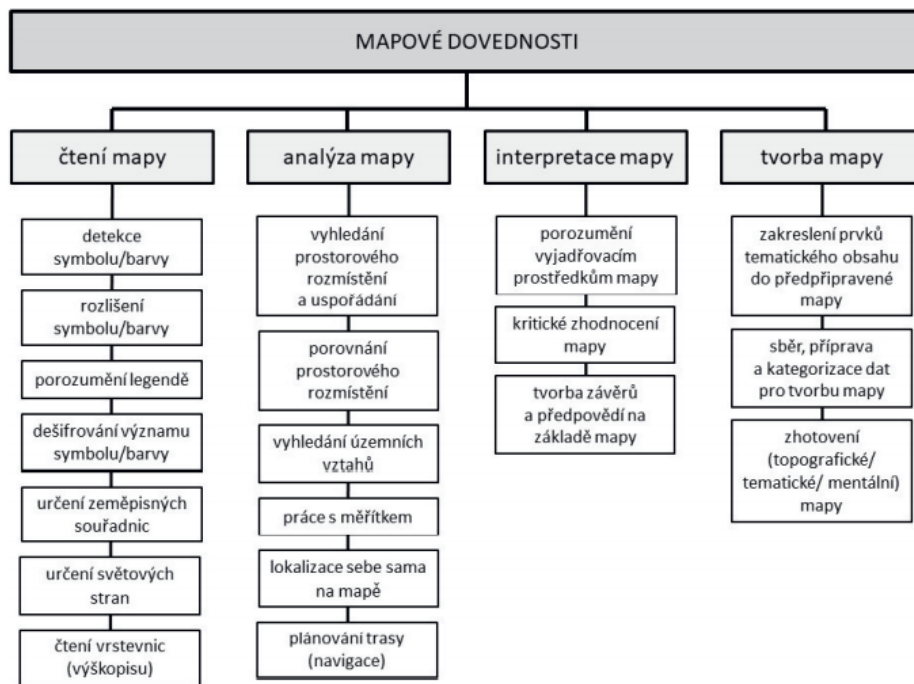 MAPOVÉ DOVEDNOSTI
čtení mapy
detekce
symbolu/barvy
rozlišení
symbolu/barvy
porozumění legendě
dešifrování významu
symbolu/barvy
určení zeměpisných
souřadnic
určení světových
stran
čtení vrstevnic
(výškopisu)
analýza mapy
vyhledání
prostorového
rozmístění
a uspořádání
porovnání
prostorového
rozmístění
vyhledání územních
vztahů
práce s měřítkem
lokalizace sebe sama
na mapě
plánování trasy
(navigace)
interpretace mapy
porozumění
vyjadřovacím
prostředkům mapy
kritické zhodnocení
mapy
tvorba závěrů
a předpovědí na
základě mapy
tvorba mapy
zakreslení prvků
tematického obsahu
do předpřipravené
mapy
sběr, příprava
a kategorizace dat
pro tvorbu mapy
zhotovení
(topografické/
tematické/ mentální)
mapy